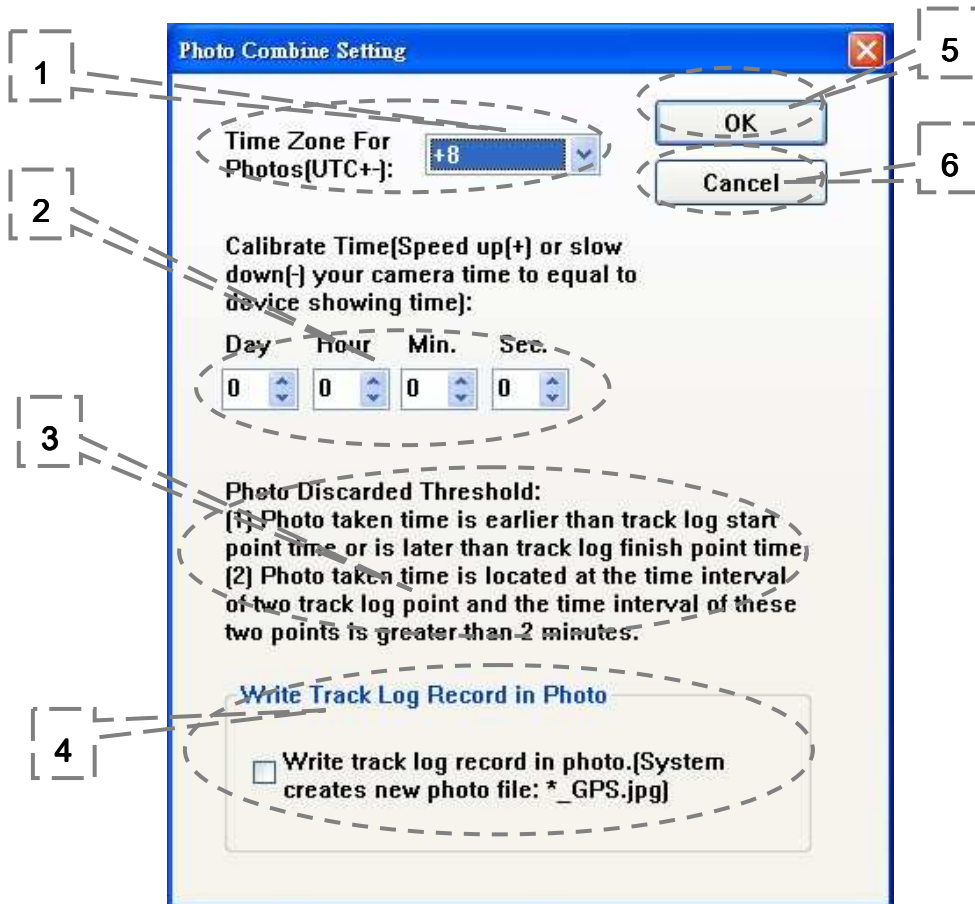 Photo Combine Setting
1
5
OK
Time Zone For
Photos(UTC+-):
+8
6
Cancel
2
Calibrate Time(Speed up(+) or slow
down(-) your camera time to equal to
device showing time):
Day Hour Min. Sec.
0 0 0 0
3
Photo Discarded Threshold:
(1) Photo taken time is earlier than track log start
point time or is later than track log finish point time.
(2) Photo taken time is located at the time interval
of two track log point and the time interval of these
two points is greater than 2 minutes.
Write Track Log Record in Photo
4
Write track log record in photo.(System
creates new photo file: *_GPS.jpg)